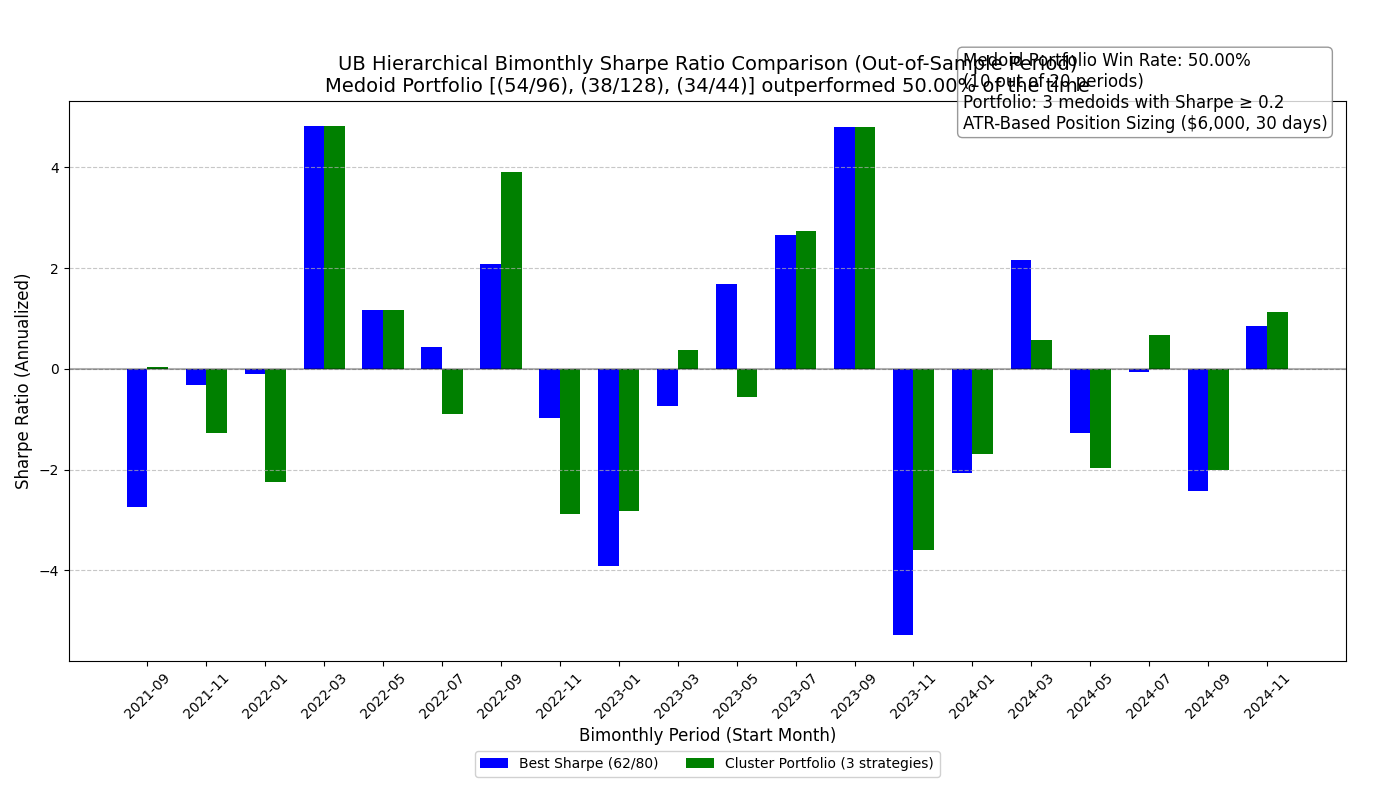 UB Hierarchical Bimonthly Sharpe Ratio Comparison (Out-of-Sample Period)
Medoid Portfolio [(54/96), (38/128), (34/44)] outperformed 50.00% of the time
Medoid Portfolio Win Rate: 50.00%
(10 out of 20 periods)
Portfolio: 3 medoids with Sharpe ≥ 0.2
ATR-Based Position Sizing ($6,000, 30 days)
Sharpe Ratio (Annualized)
4
2
0
−2
−4
2021-09
2021-11
2022-01
2022-03
2022-05
2022-07
2022-09
2022-11
2023-01
2023-03
2023-05
2023-07
2023-09
2023-11
2024-01
2024-03
2024-05
2024-07
2024-09
2024-11
Bimonthly Period (Start Month)
Best Sharpe (62/80)
Cluster Portfolio (3 strategies)